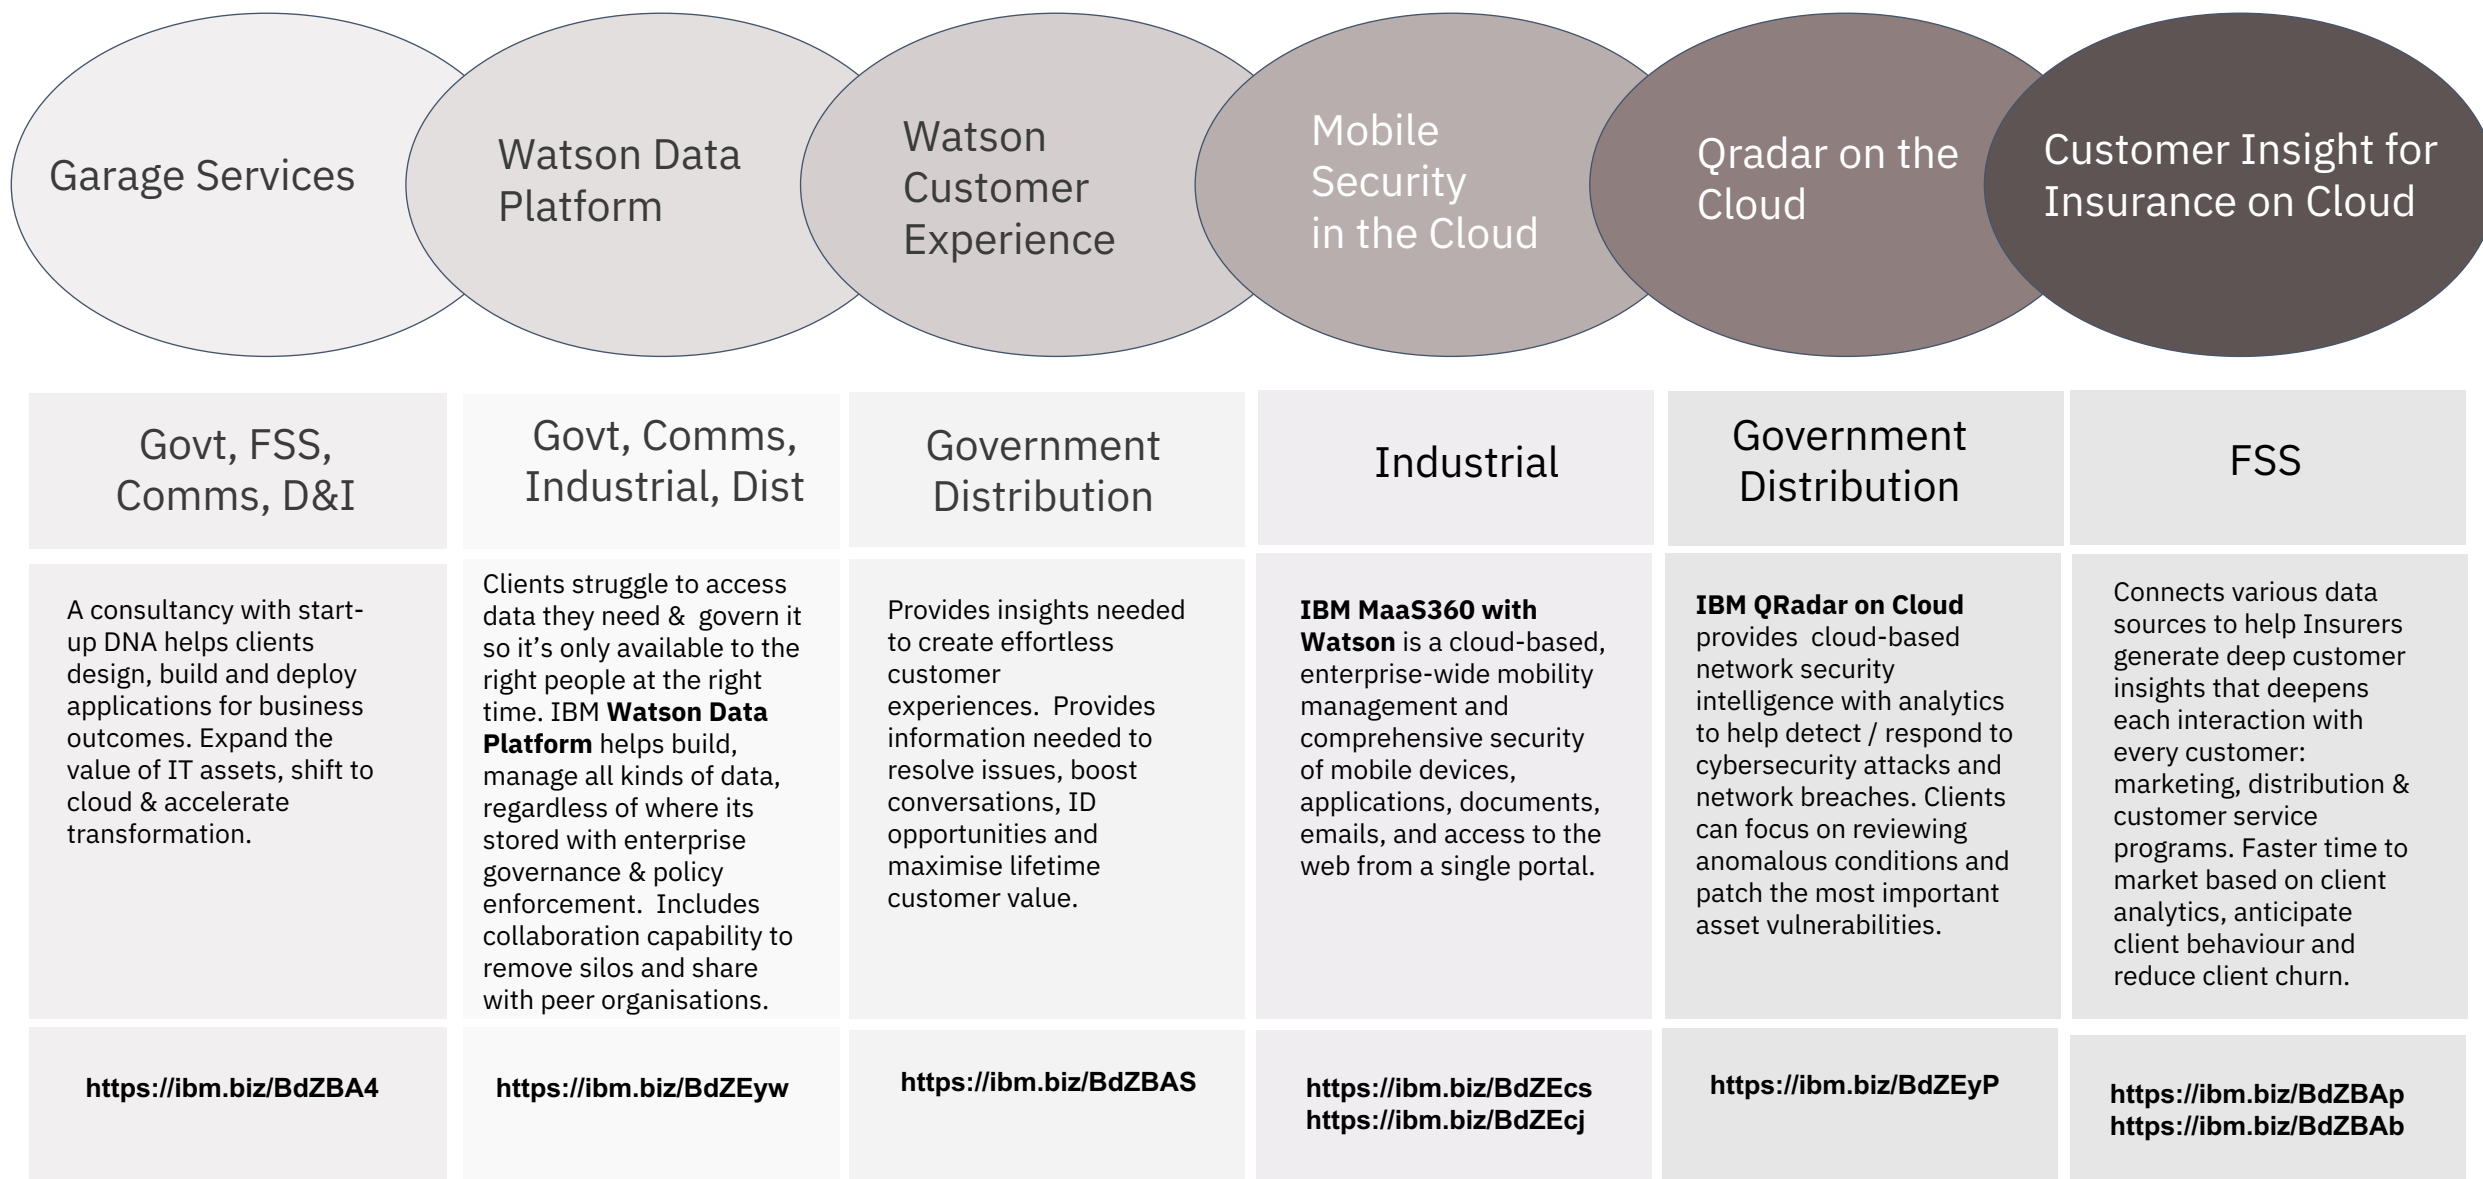 Garage Services
Watson Data
Platform
Watson
Customer
Experience
Mobile
Security
in the Cloud
Qradar on the
Cloud
Customer Insight for
Insurance on Cloud
Govt, FSS,
Comms, D&I
Govt, Comms,
Industrial, Dist
Government
Distribution
Industrial
Government
Distribution
FSS
A consultancy with start-
up DNA helps clients
design, build and deploy
applications for business
outcomes. Expand the
value of IT assets, shift to
cloud & accelerate
transformation.
Clients struggle to access
data they need &  govern it
so it’s only available to the
right people at the right
time. IBM Watson Data
Platform helps build,
manage all kinds of data,
regardless of where its
stored with enterprise
governance & policy
enforcement.  Includes
collaboration capability to
remove silos and share
with peer organisations.
Provides insights needed
to create effortless
customer
experiences.  Provides
information needed to
resolve issues, boost
conversations, ID
opportunities and
maximise lifetime
customer value.
IBM MaaS360 with
Watson is a cloud-based,
enterprise-wide mobility
management and
comprehensive security
of mobile devices,
applications, documents,
emails, and access to the
web from a single portal.
IBM QRadar on Cloud
provides  cloud-based
network security
intelligence with analytics
to help detect / respond to
cybersecurity attacks and
network breaches. Clients
can focus on reviewing
anomalous conditions and
patch the most important
asset vulnerabilities.
Connects various data
sources to help Insurers
generate deep customer
insights that deepens
each interaction with
every customer:
marketing, distribution &
customer service
programs. Faster time to
market based on client
analytics, anticipate
client behaviour and
reduce client churn.
https://ibm.biz/BdZBA4
https://ibm.biz/BdZEyw
https://ibm.biz/BdZBAS
https://ibm.biz/BdZEcs
https://ibm.biz/BdZEcj
https://ibm.biz/BdZEyP
https://ibm.biz/BdZBAp
https://ibm.biz/BdZBAb